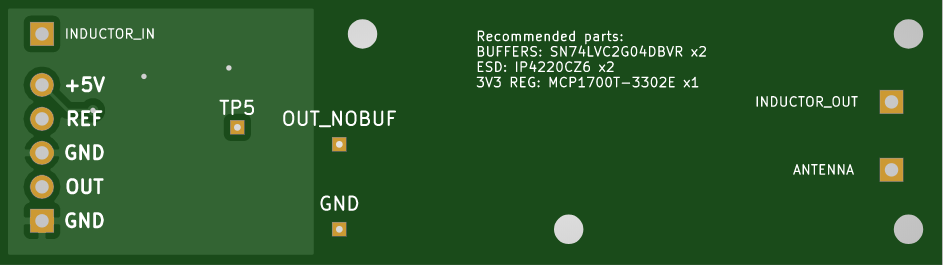 INDUCTOR_IN
+5V
REF
GND
OUT
GND
TP5
OUT_NOBUF
GND
Recommended parts:
BUFFERS: SN74LVC2G04DBVR x2
ESD: IP4220CZ6 x2
3V3 REG: MCP1700T-3302E x1
INDUCTOR_OUT
ANTENNA